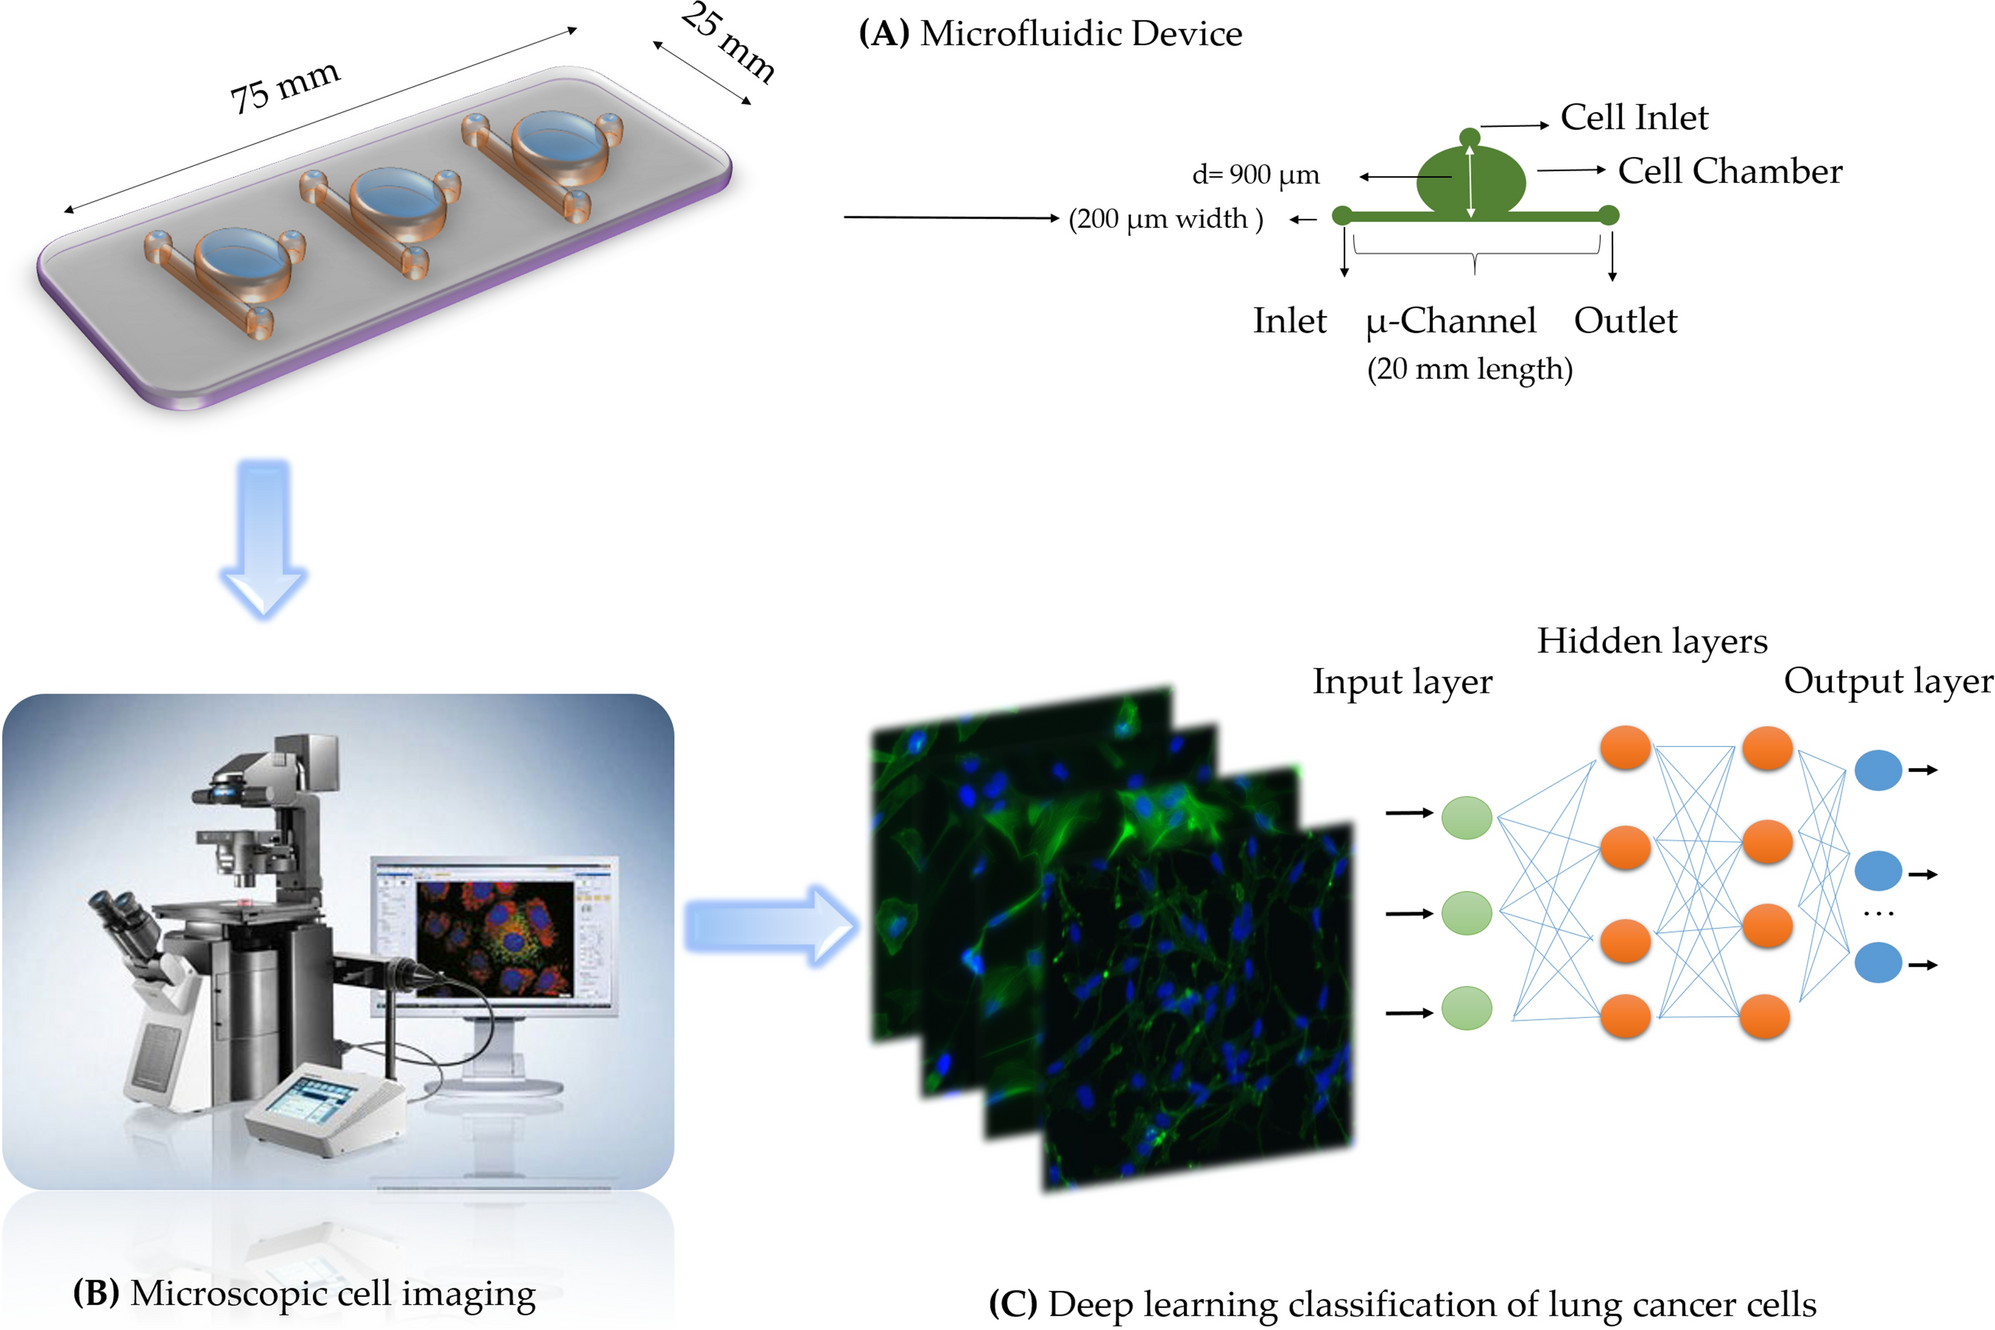 (A) Microfluidic Device
75 mm
25 mm
Cell Inlet
Cell Chamber
d= 900 μm
(200 μm width )
Inlet
μ-Channel
Outlet
(20 mm length)
Hidden layers
Input layer
Output layer
...
(B) Microscopic cell imaging
(C) Deep learning classification of lung cancer cells